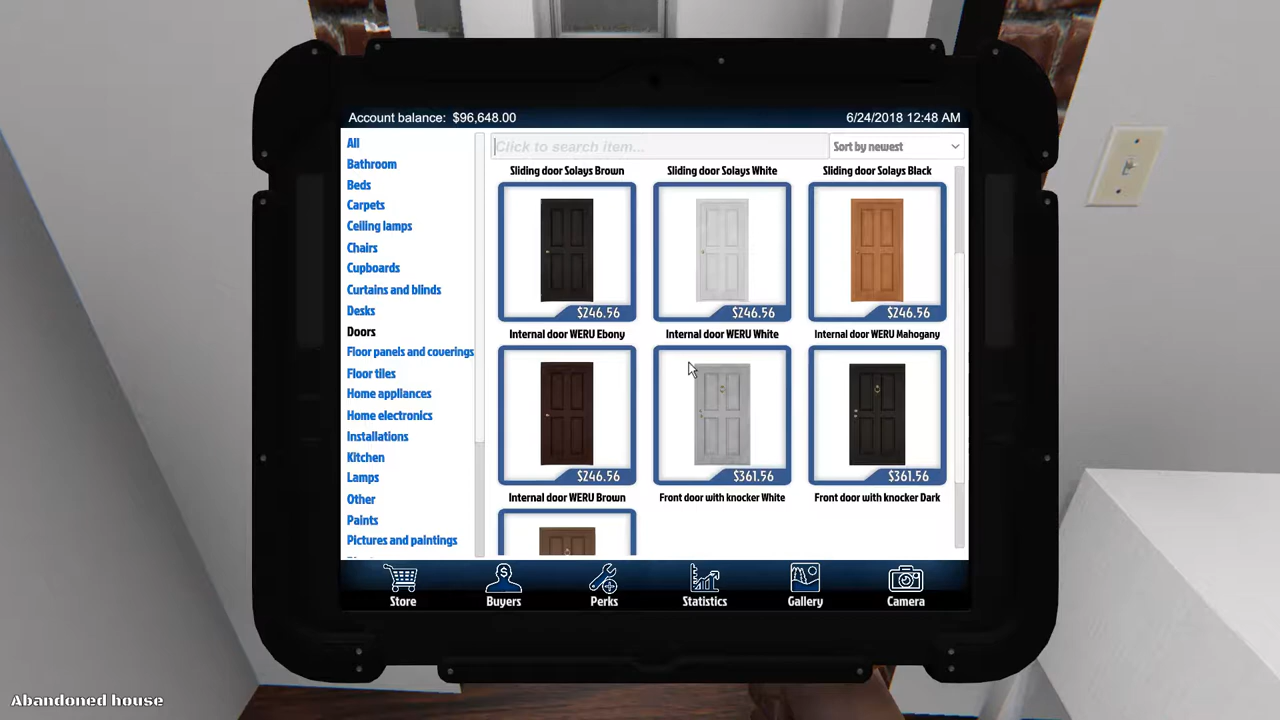 Account balance: $96,648.00 6/24/2018 12:48 AM
Click to search item... Sort by newest
All
Bathroom
Beds
Carpets
Ceiling lamps
Chairs
Cupboards
Curtains and blinds
Desks
Doors
Floor panels and coverings
Floor tiles
Home appliances
Home electronics
Installations
Kitchen
Lamps
Other
Paints
Pictures and paintings
Sliding door Solays Brown Sliding door Solays White Sliding door Solays Black
$246.56 $246.56 $246.56
Internal door WERU Ebony Internal door WERU White Internal door WERU Mahogany
$246.56 $361.56 $361.56
Internal door WERU Brown Front door with knocker White Front door with knocker Dark
Store Buyers Perks Statistics Gallery Camera
Abandoned house